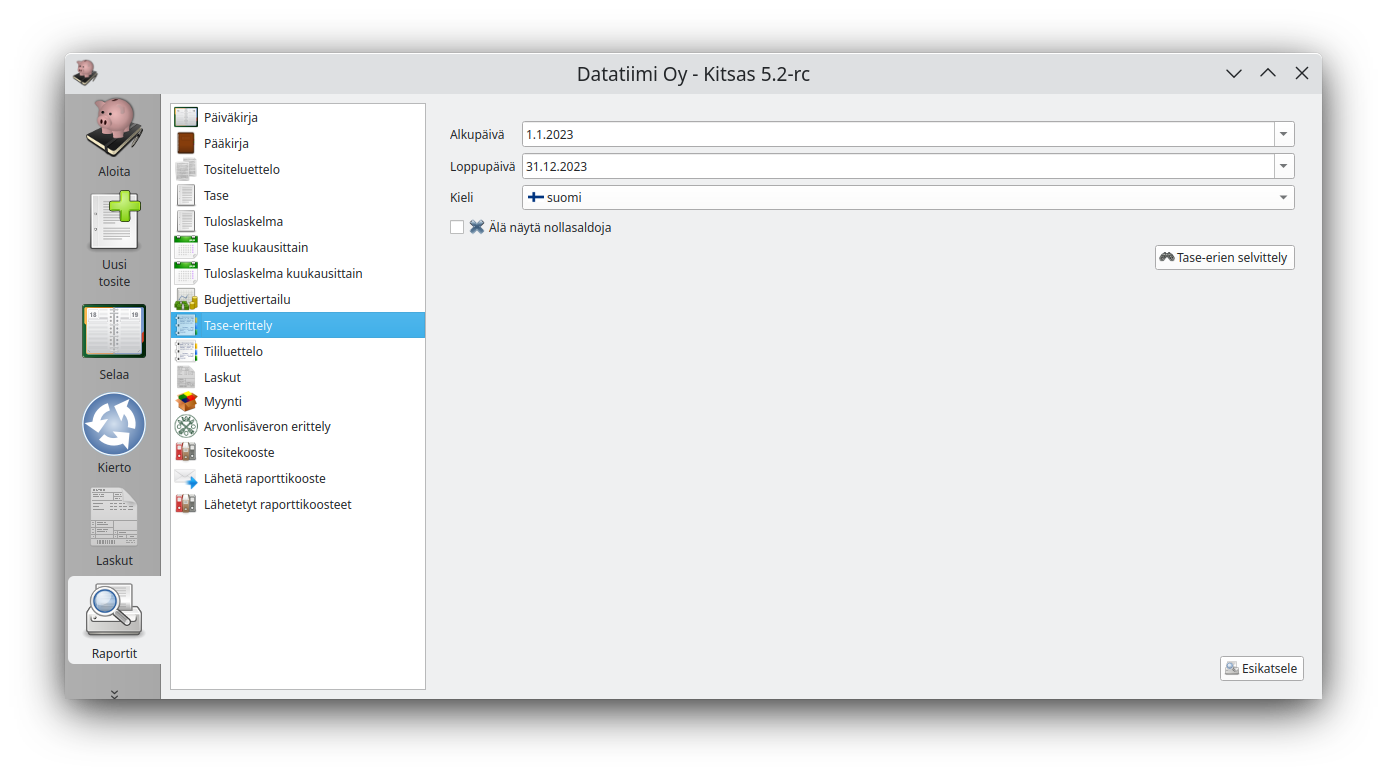 Datatiimi Oy - Kitsas 5.2-rc
Aloita
Uusi
tosite
Selaa
Kierto
Laskut
Raportit
Päiväkirja
Pääkirja
Tositeluettelo
Tase
Tuloslaskelma
Tase kuukausittain
Tuloslaskelma kuukausittain
Budjettivertailu
Tase-erittely
Tililuettelo
Laskut
Myynti
Arvonlisäveron erittely
Tositekooste
Lähetä raporttikooste
Lähetetyt raporttikoosteet
Alkupäivä 1.1.2023
Loppupäivä 31.12.2023
Kieli suomi
Älä näytä nollasaldoja
Tase-erien selvittely
Esikatsele